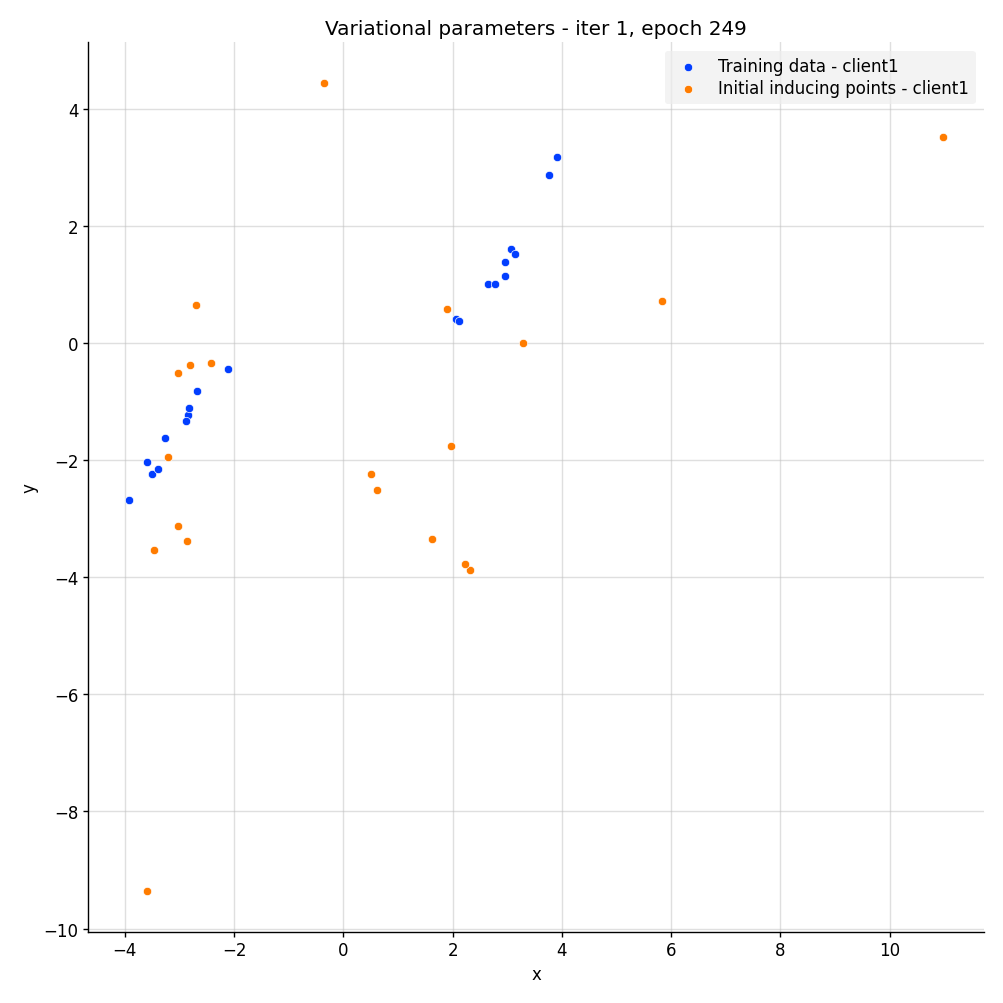 Variational parameters - iter 1, epoch 249
Training data - client1
Initial inducing points - client1
4
2
0
−2
−4
−6
−8
−10
y
−4 −2 0 2 4 6 8 10
x